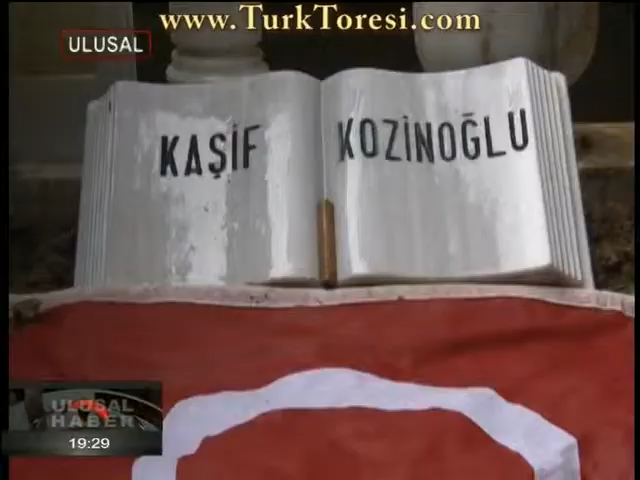 www.TurkToresi.com
ULUSAL
KAŞİF KOZİNOĞLU
ULUSAL
HABER
19:29